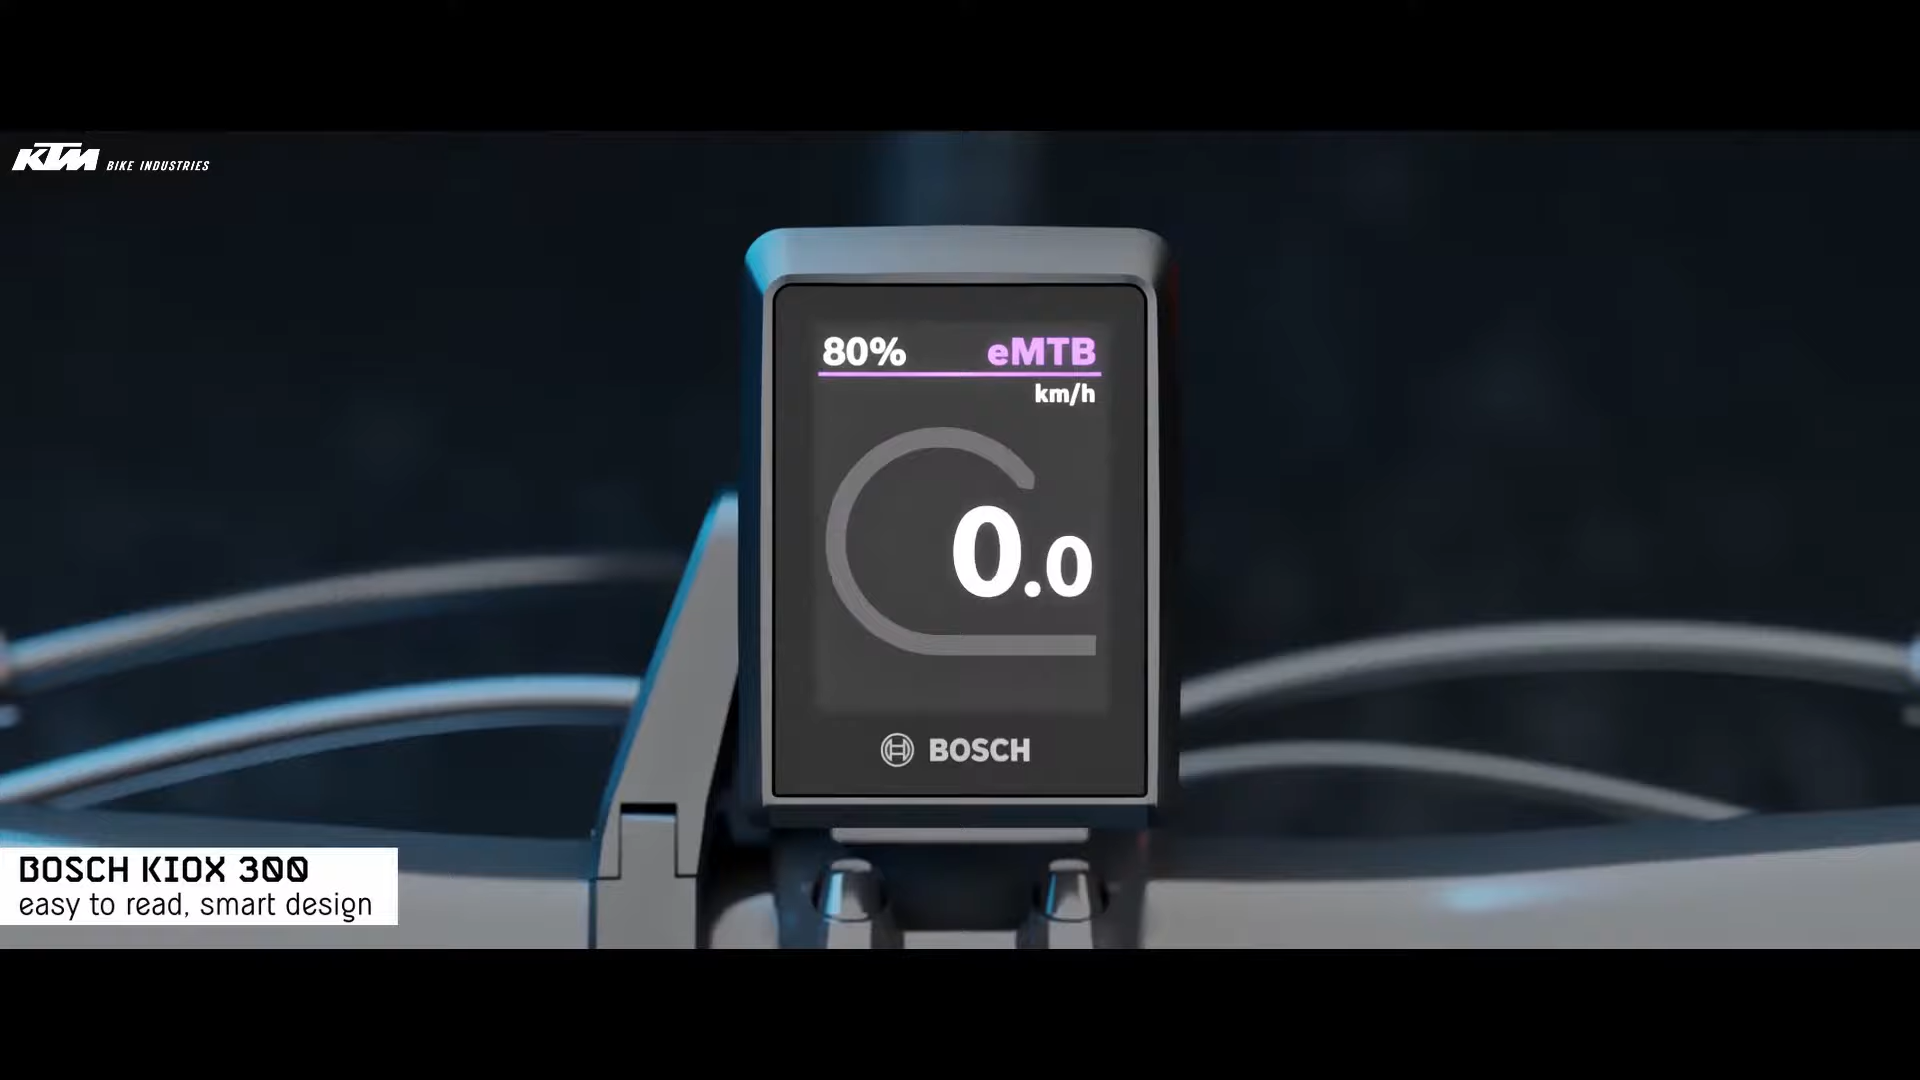 KTM BIKE INDUSTRIES
80% eMTB
km/h
0.0
BOSCH
BOSCH KIOX 300
easy to read, smart design